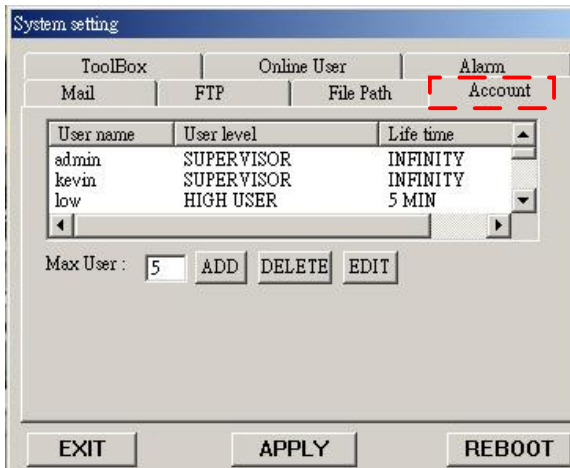 System setting
ToolBox Online User Alarm
Mail FTP File Path Account
User name User level Life time
admin SUPERVISOR INFINITY
kevin SUPERVISOR INFINITY
low HIGH USER 5 MIN
Max User : 5 ADD DELETE EDIT
EXIT APPLY REBOOT